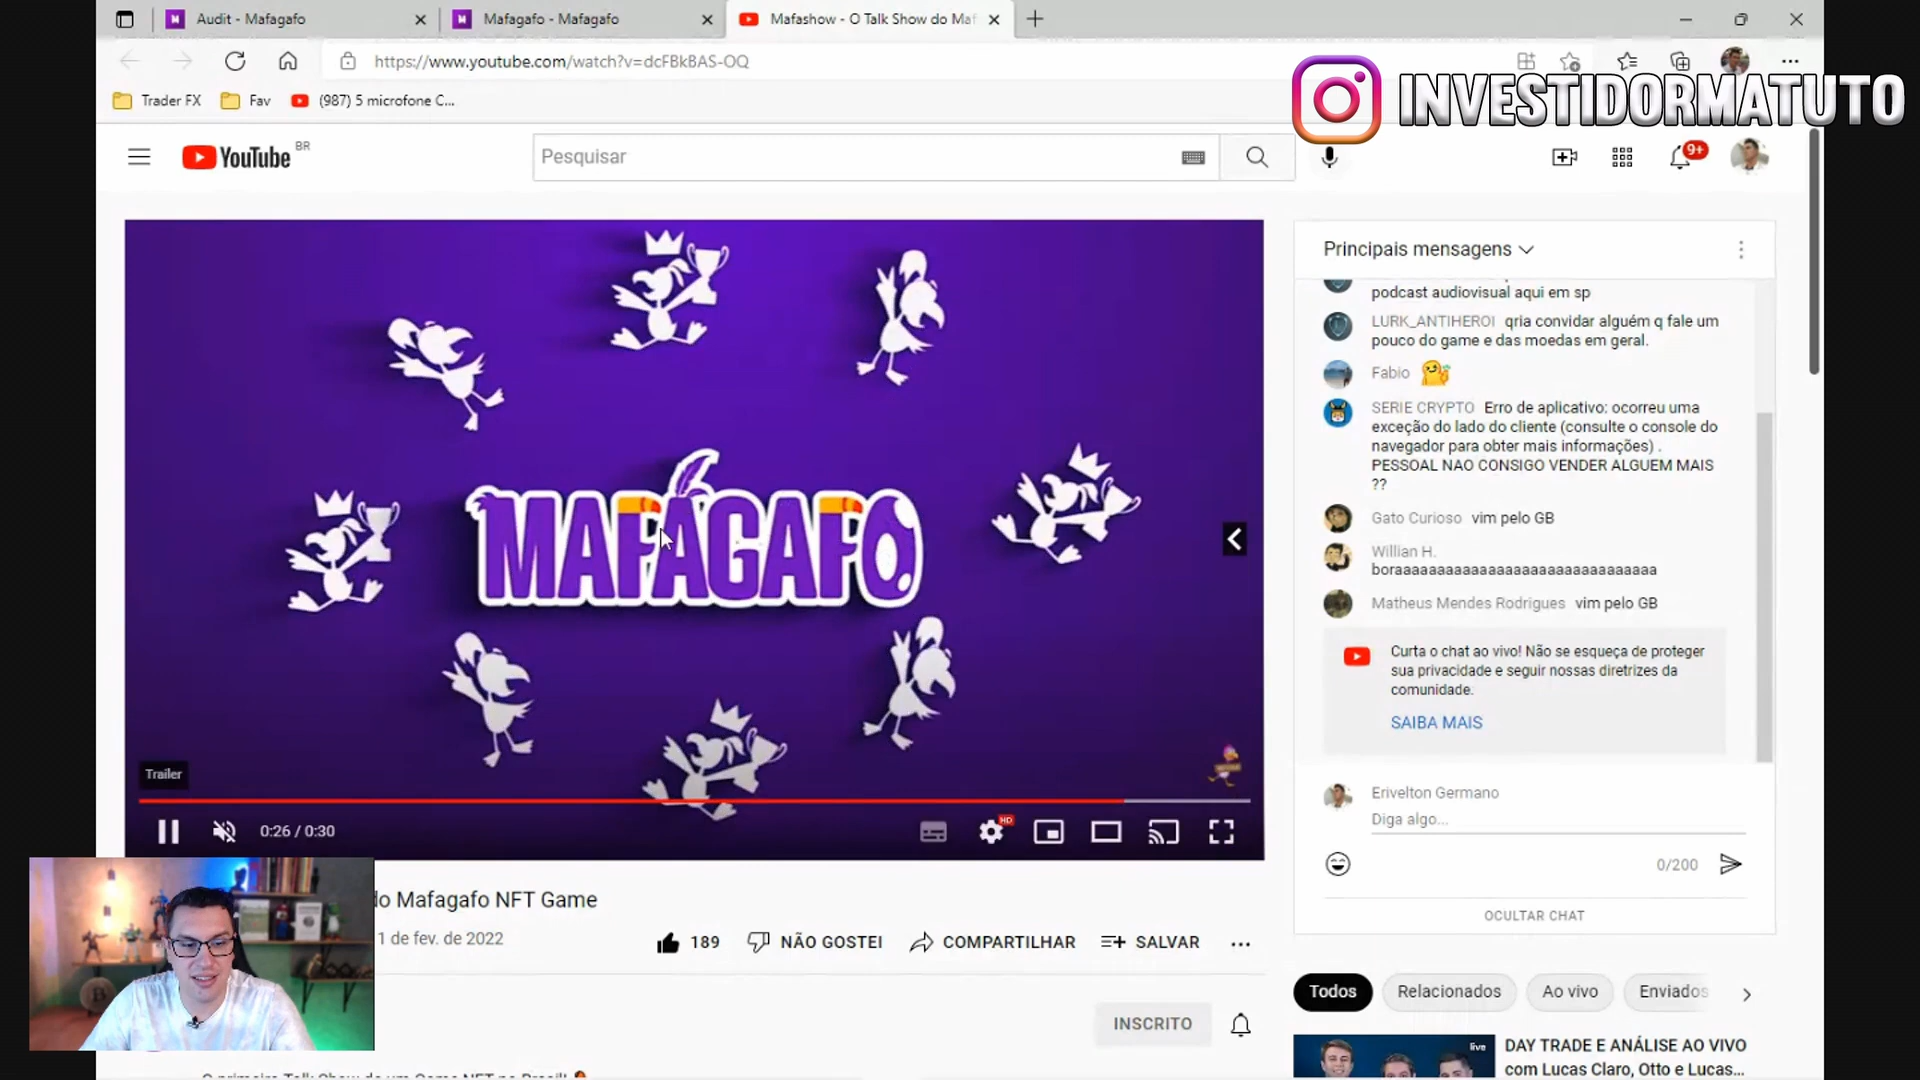 Audit - Mafagafo
Mafagafo - Mafagafo
Mafashow - O Talk Show do Maf
https://www.youtube.com/watch?v=dcFBkBAS-OQ
Trader FX
Fav
(987) 5 microfone C...
INVESTIDORMATUTO
YouTube BR
Pesquisar
9+
MAFAGAFO
Trailer
0:26 / 0:30
HD
Principais mensagens
podcast audiovisual aqui em sp
LURK_ANTIHEROI qria convidar alguém q fale um
pouco do game e das moedas em geral.
Fabio
SERIE CRYPTO Erro de aplicativo: ocorreu uma
exceção do lado do cliente (consulte o console do
navegador para obter mais informações) .
PESSOAL NAO CONSIGO VENDER ALGUEM MAIS
??
Gato Curioso vim pelo GB
Willian H.
boraaaaaaaaaaaaaaaaaaaaaaaaaaaaaaa
Matheus Mendes Rodrigues vim pelo GB
Curta o chat ao vivo! Não se esqueça de proteger
sua privacidade e seguir nossas diretrizes da
comunidade.
SAIBA MAIS
Erivelton Germano
Diga algo...
0/200
OCULTAR CHAT
do Mafagafo NFT Game
1 de fev. de 2022
189
NÃO GOSTEI
COMPARTILHAR
SALVAR
INSCRITO
O primeiro Talk Show de um Game NFT no Brasil!
Todos
Relacionados
Ao vivo
Enviados
live
DAY TRADE E ANÁLISE AO VIVO
com Lucas Claro, Otto e Lucas...